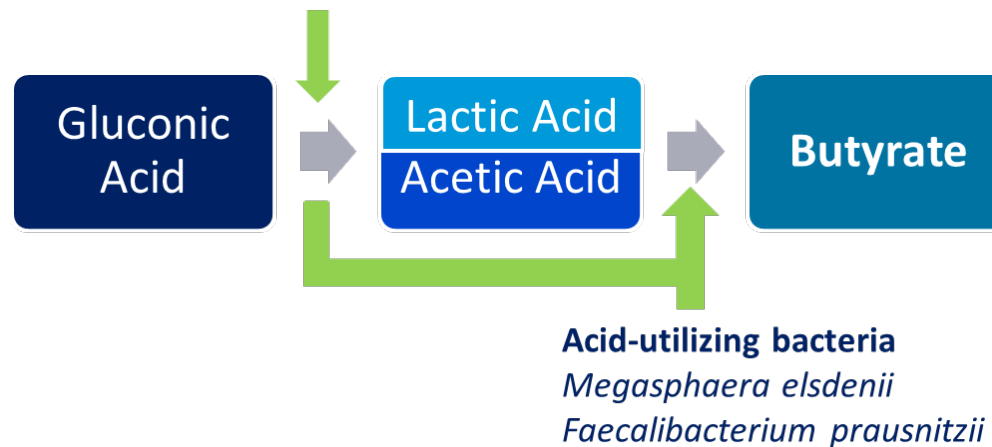 Gluconic
Acid
Lactic Acid
Acetic Acid
Butyrate
Acid-utilizing bacteria
Megasphaera elsdenii
Faecalibacterium prausnitzii